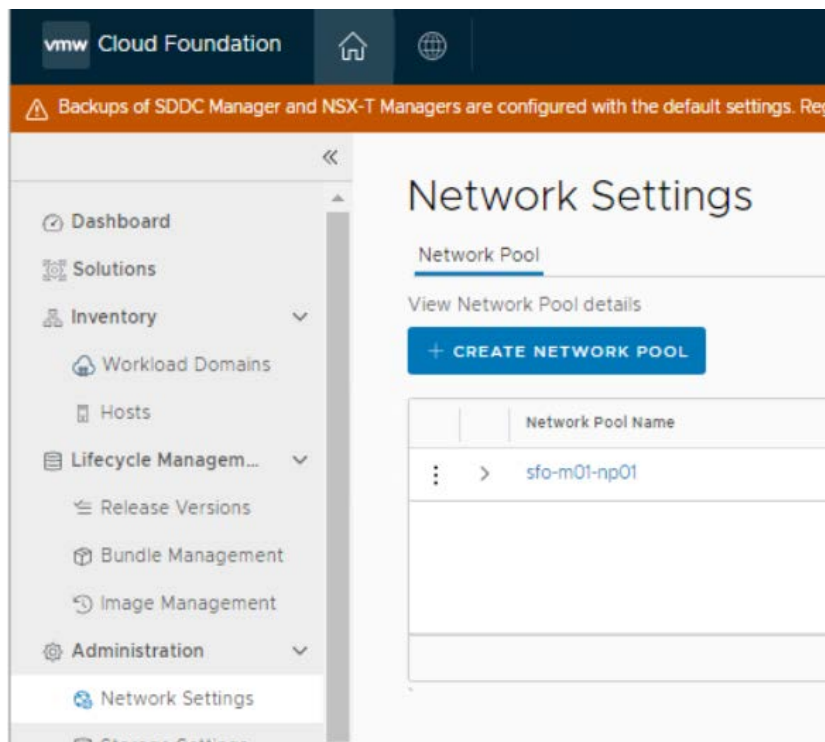 vmw Cloud Foundation
Backups of SDDC Manager and NSX-T Managers are configured with the default settings. Reg
Dashboard
Solutions
Inventory
Workload Domains
Hosts
Lifecycle Managem...
Release Versions
Bundle Management
Image Management
Administration
Network Settings
Network Settings
Network Pool
View Network Pool details
+ CREATE NETWORK POOL
Network Pool Name
sfo-m01-np01